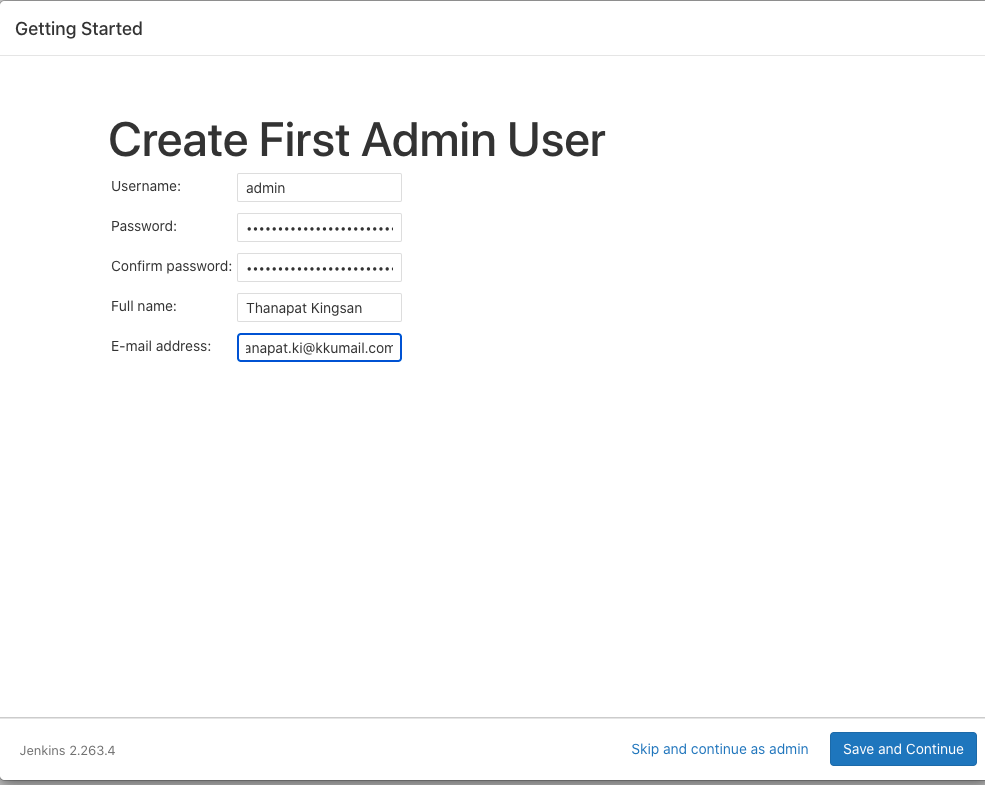 Getting Started
Create First Admin User
Username: admin
Password: ••••••••••••••••••••••••
Confirm password: ••••••••••••••••••••••••
Full name: Thanapat Kingsan
E-mail address: anapat.ki@kkumail.com
Jenkins 2.263.4 Skip and continue as admin Save and Continue